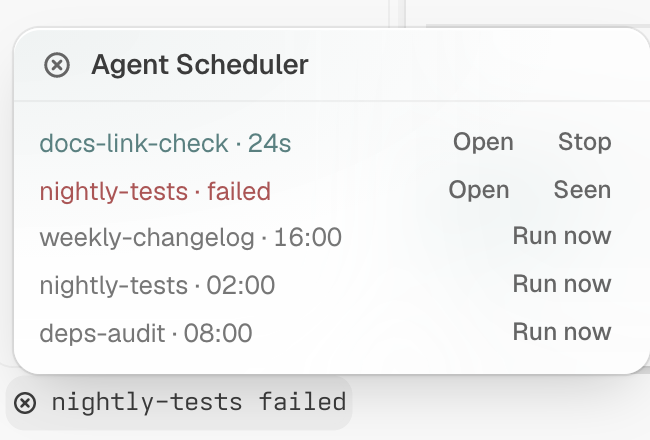 Agent Scheduler
docs-link-check · 24s Open Stop
nightly-tests · failed Open Seen
weekly-changelog · 16:00 Run now
nightly-tests · 02:00 Run now
deps-audit · 08:00 Run now
nightly-tests failed